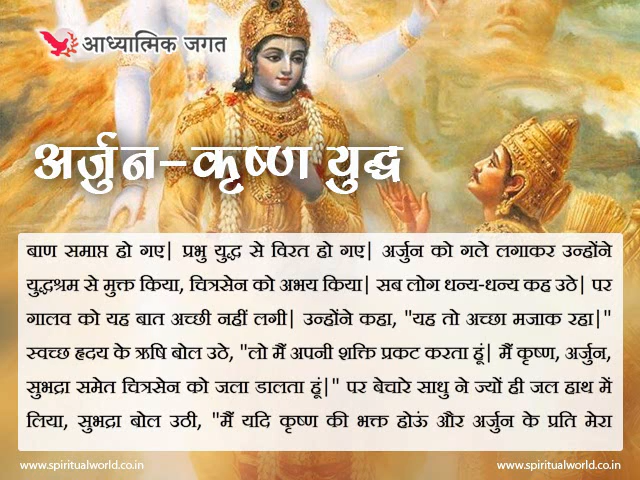 आध्यात्मिक जगत
अर्जुन-कृष्ण युद्ध
बाण समाप्त हो गए| प्रभु युद्ध से विरत हो गए| अर्जुन को गले लगाकर उन्होंने
युद्धश्रम से मुक्त किया, चित्रसेन को अभय किया| सब लोग धन्य-धन्य कह उठे| पर
गालव को यह बात अच्छी नहीं लगी| उन्होंने कहा, "यह तो अच्छा मजाक रहा|"
स्वच्छ हृदय के ऋषि बोल उठे, "लो मैं अपनी शक्ति प्रकट करता हूं| मैं कृष्ण, अर्जुन,
सुभद्रा समेत चित्रसेन को जला डालता हूं|" पर बेचारे साधु ने ज्यों ही जल हाथ में
लिया, सुभद्रा बोल उठी, "मैं यदि कृष्ण की भक्त होऊं और अर्जुन के प्रति मेरा
www.spiritualworld.co.in
www.spiritualworld.co.in